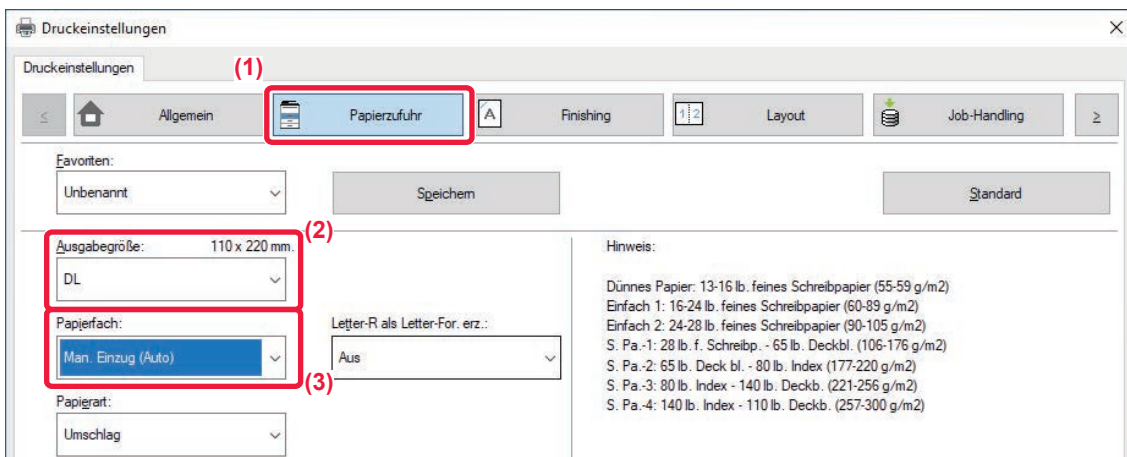 Druckeinstellungen
Druckeinstellungen
(1)
< Allgemein Papierzufuhr A Finishing 1 2 Layout Job-Handling >
Favoriten:
Unbenannt Speichern Standard
(2)
Ausgabegröße: 110 x 220 mm. Hinweis:
DL
Dünnes Papier: 13-16 lb. feines Schreibpapier (55-59 g/m2)
Einfach 1: 16-24 lb. feines Schreibpapier (60-89 g/m2)
Papierfach: Letter-R als Letter-For. erz.: Einfach 2: 24-28 lb. feines Schreibpapier (90-105 g/m2)
S. Pa.-1: 28 lb. f. Schreibp. - 65 lb. Deckbl. (106-176 g/m2)
Man. Einzug (Auto) Aus
S. Pa.-2: 65 lb. Deck bl. - 80 lb. Index (177-220 g/m2)
(3)
S. Pa.-3: 80 lb. Index - 140 lb. Deckb. (221-256 g/m2)
Papierart: S. Pa.-4: 140 lb. Index - 110 lb. Deckb. (257-300 g/m2)
Umschlag